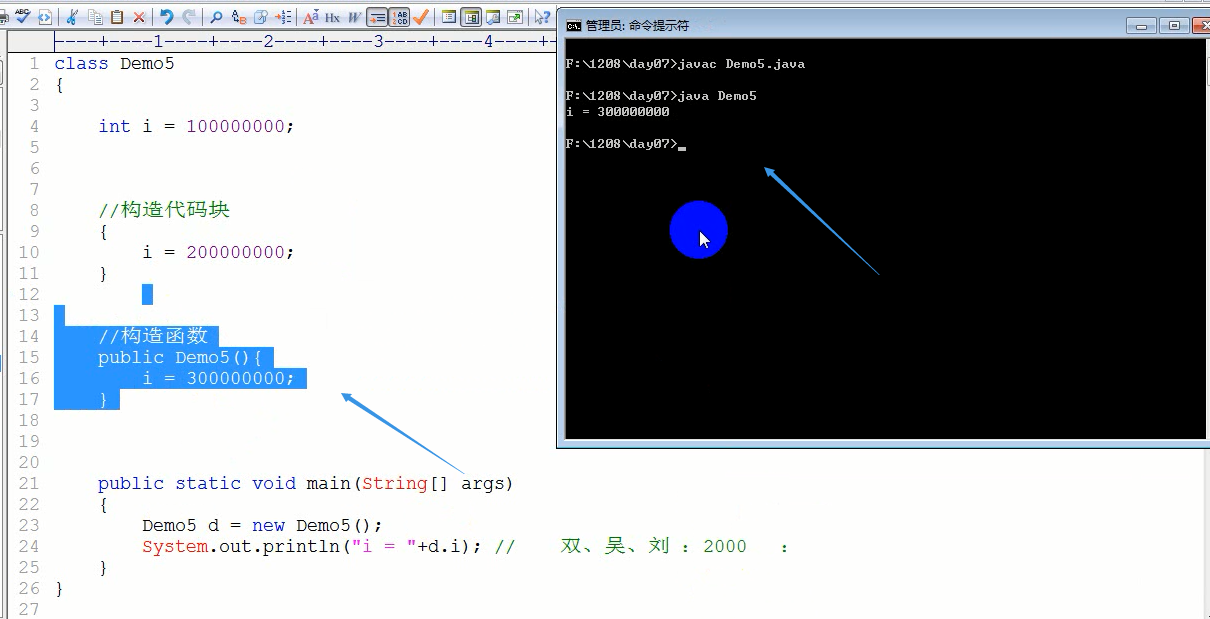 ----+----1----+----2----+----3----+----4----+-
1 class Demo5
2 {
3
4 int i = 100000000;
5
6
7
8 //构造代码块
9 {
10 i = 200000000;
11 }
12
13
14 //构造函数
15 public Demo5(){
16 i = 300000000;
17 }
18
19
20
21 public static void main(String[] args)
22 {
23 Demo5 d = new Demo5();
24 System.out.println("i = "+d.i); // 双、吴、刘 : 2000 :
25 }
26 }
27
管理员: 命令提示符
F:\1208\day07>javac Demo5.java
F:\1208\day07>java Demo5
i = 300000000
F:\1208\day07>